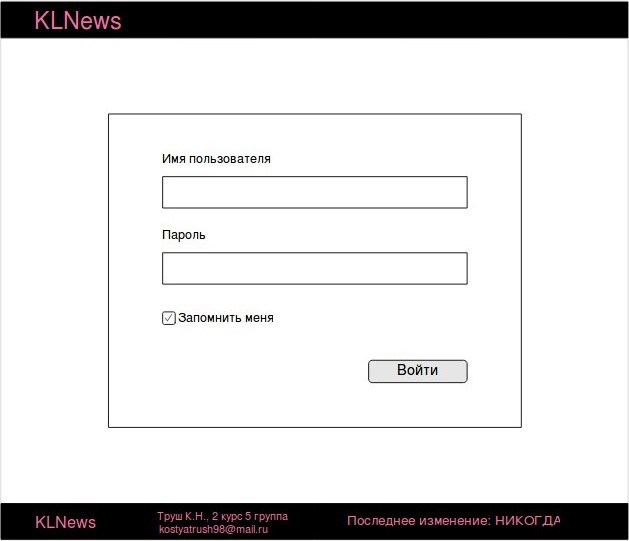 KLNews
Имя пользователя
Пароль
Запомнить меня
Войти
KLNews
Труш К.Н., 2 курс 5 группа
kostyatrush98@mail.ru
Последнее изменение: НИКОГДА